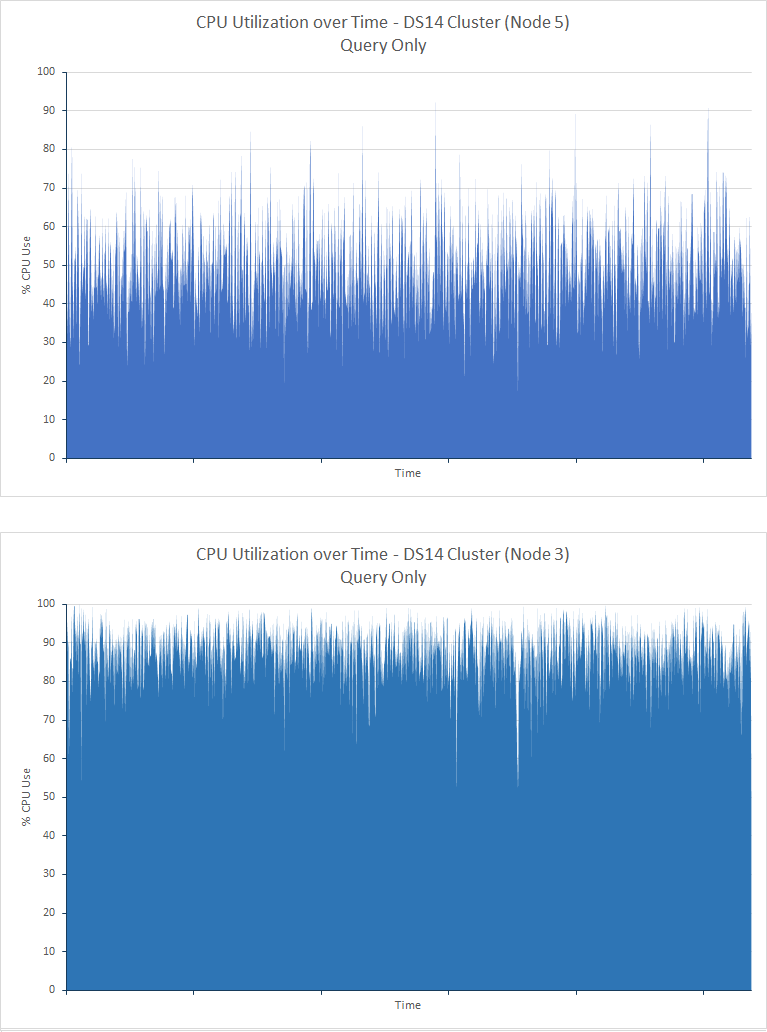 CPU Utilization over Time - DS14 Cluster (Node 5)
Query Only
100
90
80
70
60
50
40
30
20
10
0
% CPU Use
Time
CPU Utilization over Time - DS14 Cluster (Node 3)
Query Only
100
90
80
70
60
50
40
30
20
10
0
% CPU Use
Time